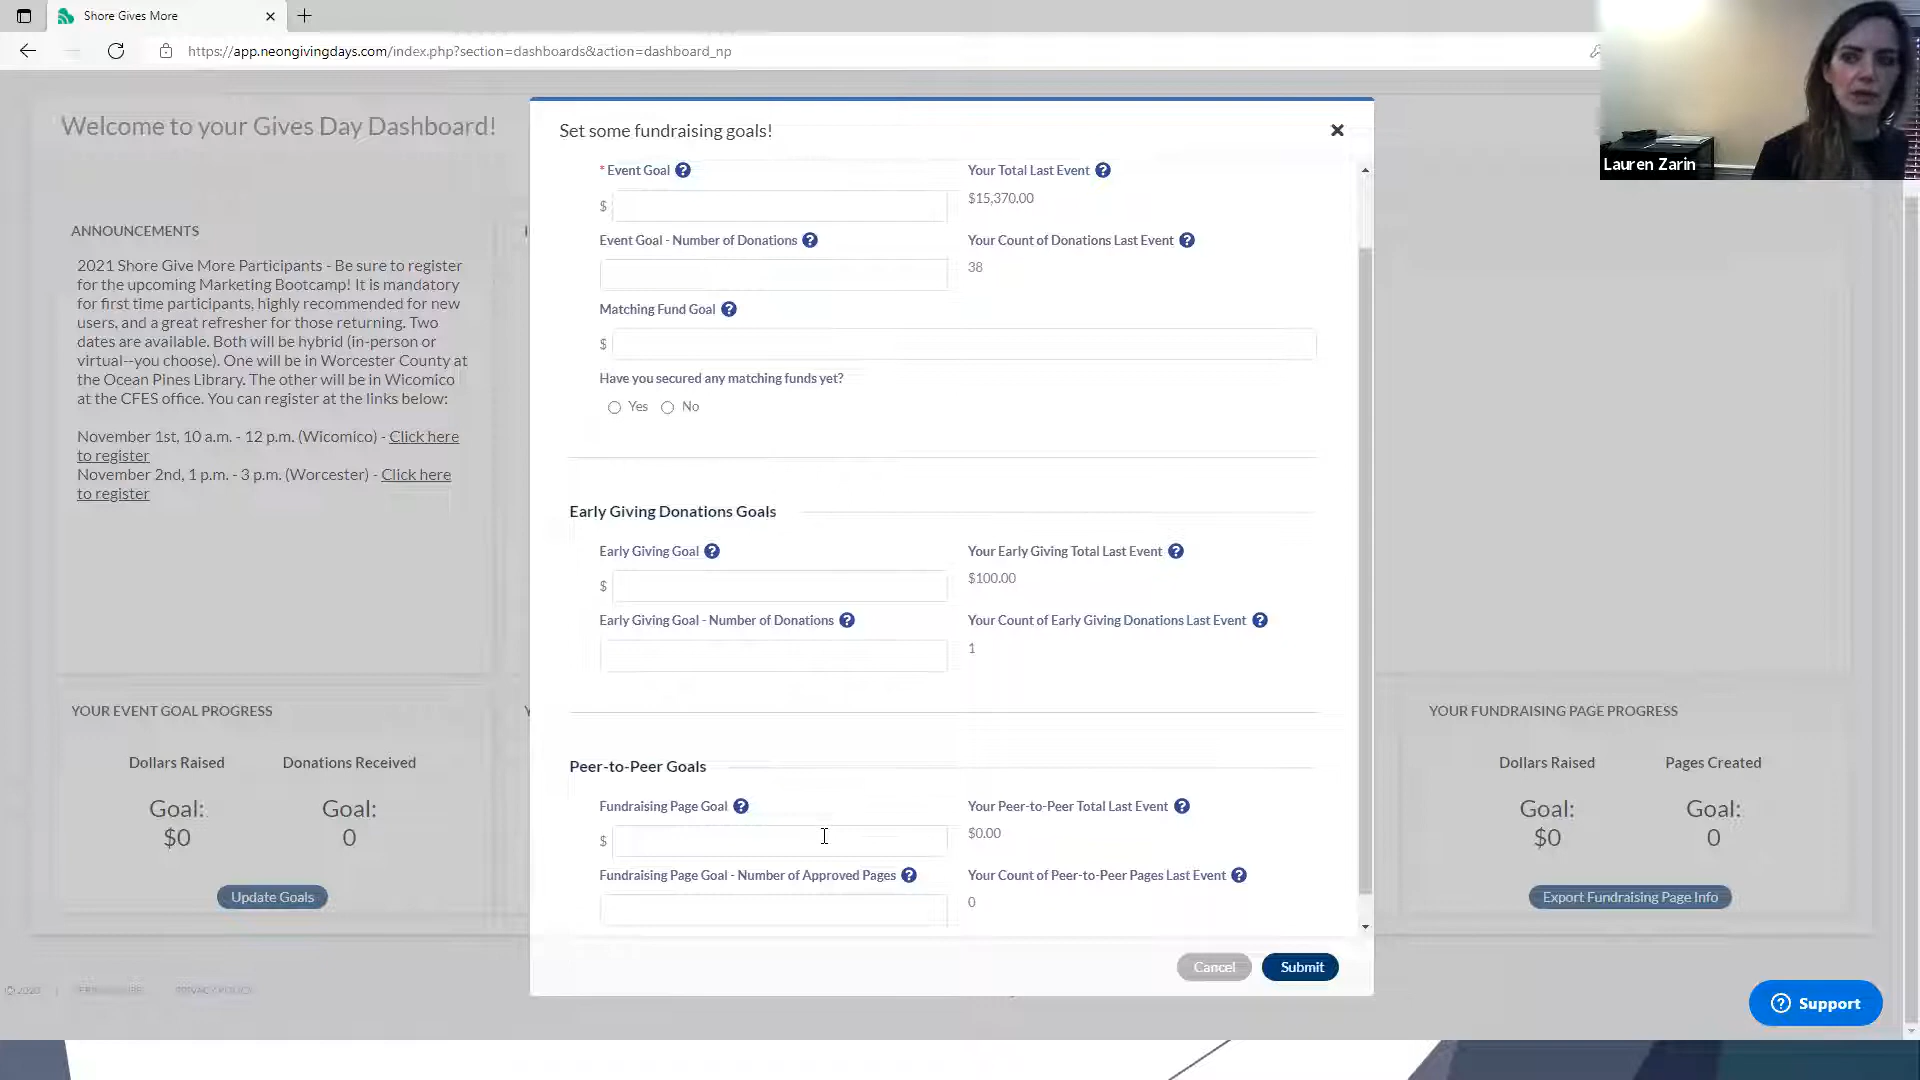 Shore Gives More
https://app.neongivingdays.com/index.php?section=dashboards&action=dashboard_np
Lauren Zarin
Welcome to your Gives Day Dashboard!
ANNOUNCEMENTS
2021 Shore Give More Participants - Be sure to register
for the upcoming Marketing Bootcamp! It is mandatory
for first time participants, highly recommended for new
users, and a great refresher for those returning. Two
dates are available. Both will be hybrid (in-person or
virtual--you choose). One will be in Worcester County at
the Ocean Pines Library. The other will be in Wicomico
at the CFES office. You can register at the links below:
November 1st, 10 a.m. - 12 p.m. (Wicomico) - Click here
to register
November 2nd, 1 p.m. - 3 p.m. (Worcester) - Click here
to register
YOUR EVENT GOAL PROGRESS
Dollars Raised Donations Received
Goal: Goal:
$0 0
Update Goals
Set some fundraising goals!
* Event Goal ? Your Total Last Event ?
$ $15,370.00
Event Goal - Number of Donations ? Your Count of Donations Last Event ?
38
Matching Fund Goal ?
$
Have you secured any matching funds yet?
Yes No
Early Giving Donations Goals
Early Giving Goal ? Your Early Giving Total Last Event ?
$ $100.00
Early Giving Goal - Number of Donations ? Your Count of Early Giving Donations Last Event ?
1
Peer-to-Peer Goals
Fundraising Page Goal ? Your Peer-to-Peer Total Last Event ?
$ $0.00
Fundraising Page Goal - Number of Approved Pages ? Your Count of Peer-to-Peer Pages Last Event ?
0
Cancel Submit
YOUR FUNDRAISING PAGE PROGRESS
Dollars Raised Pages Created
Goal: Goal:
$0 0
Export Fundraising Page Info
© 2020 | PRIVACY POLICY
? Support